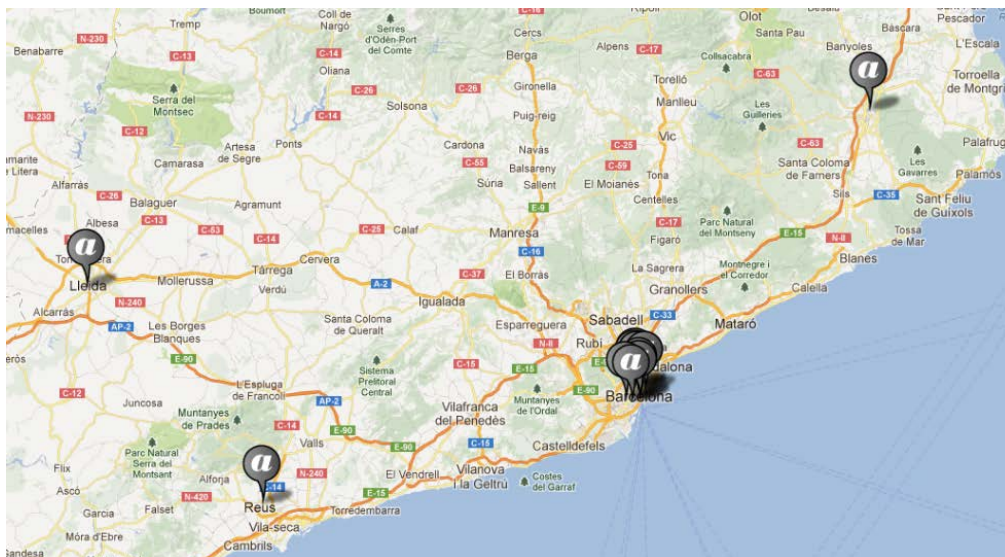 Tremp
Boumort
Coll de
Nargó
C-16
Ripoll
C-26
Olot
Besalú
Sant Pere
Pescador
N-230
Serres
d'Odèn-Port
del Comte
Cercs
Alpens
C-17
Santa Pau
Bàscara
L'Escala
Benabarre
C-13
C-14
Berga
Collsacabra
Banyoles
Oliana
C-26
C-26
Gironella
Torelló
C-63
a
Torroella
de Montgrí
Serra del
Montsec
Solsona
Manlleu
Les
Guilleries
N-230
C-14
Puig-reig
Vic
C-12
Artesa
de Segre
Ponts
Cardona
Navàs
C-25
C-63
Palafrugell
Camarasa
C-55
Balsareny
C-59
Santa Coloma
de Farners
Les
Gavarres
Alfarràs
Súria
Sallent
El Moianès
Tona
Palamós
C-26
Balaguer
Agramunt
E-9
Centelles
Sils
C-35
Sant Feliu
de Guíxols
Albesa
C-13
C-53
C-25
Calaf
Manresa
C-17
Parc Natural
del Montseny
E-15
N-8
Tossa
de Mar
a
C-14
C-16
Figaró
Blanes
Cervera
La Sagrera
Montnegre i
el Corredor
Lleida
Mollerussa
Tàrrega
C-37
El Borràs
Verdú
A-2
Granollers
Calella
Alcarràs
N-240
Igualada
AP-2
Les Borges
Blanques
Santa Coloma
de Queralt
Esparreguera
Sabadell
C-33
Mataró
E-90
N-8
Rubí
C-12
Sistema
Prelitoral
Central
C-15
E-15
a
Badalona
L'Espluga
de Francolí
Muntanyes
de l'Ordal
E-90
Barcelona
Juncosa
Muntanyes
de Prades
AP-2
Vilafranca
del Penedès
C-14
E-90
Flix
Parc Natural
Serra del
Montsant
Valls
E-90
C-15
Castelldefels
a
N-240
El Vendrell
Vilanova
i la Geltrú
Costes
del Garraf
Ascó
Alforja
C-14
N-420
Reus
E-15
Garcia
Falset
Vila-seca
Torredembarra
Móra d'Ebre
Cambrils
Gandesa